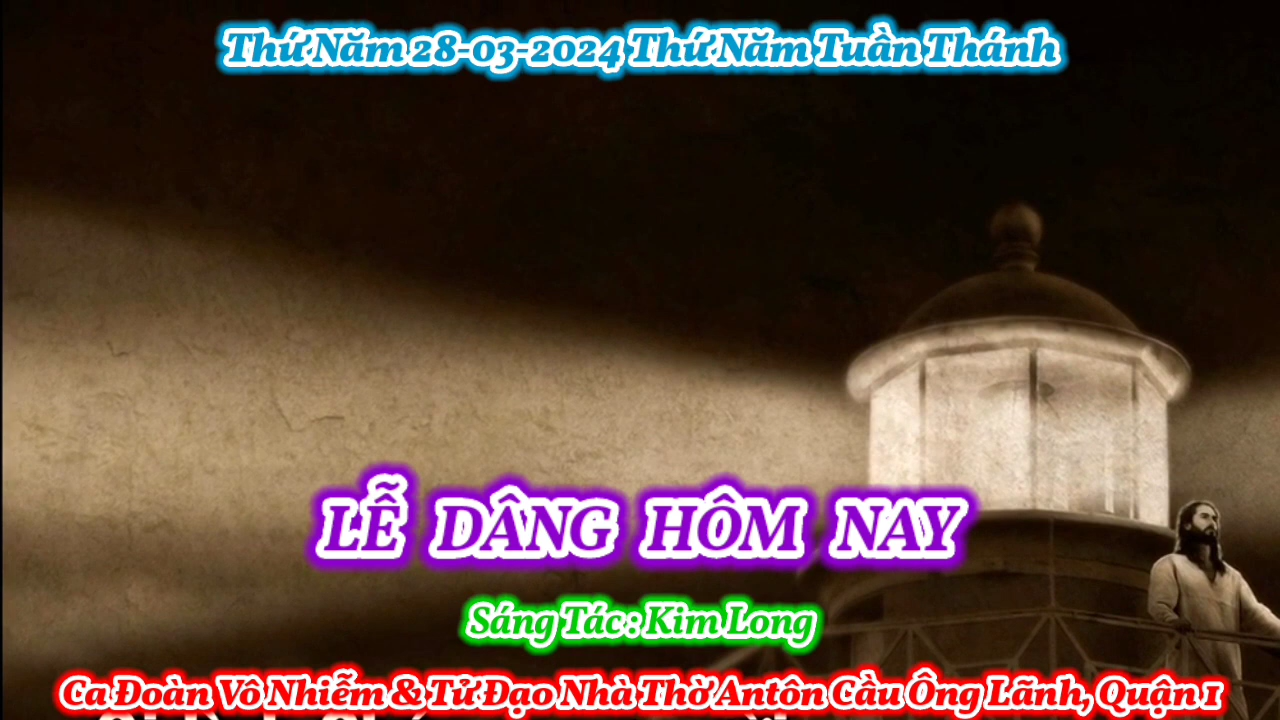 Thứ Năm 28-03-2024 Thứ Năm Tuần Thánh
LỄ DÂNG HÔM NAY
Sáng Tác : Kim Long
Ca Đoàn Vô Nhiễm & Tử Đạo Nhà Thờ Antôn Cầu Ông Lãnh, Quận 1